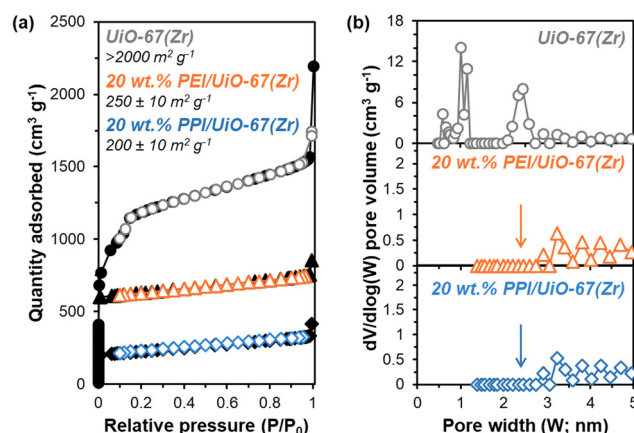 (a)
UiO-67(Zr)
>2000 m² g⁻¹
20 wt.% PEI/UiO-67(Zr)
250 ± 10 m² g⁻¹
20 wt.% PPI/UiO-67(Zr)
200 ± 10 m² g⁻¹
Quantity adsorbed (cm³ g⁻¹)
2500
2000
1500
1000
500
0
0 0.2 0.4 0.6 0.8 1
Relative pressure (P/P₀)
(b)
UiO-67(Zr)
20 wt.% PEI/UiO-67(Zr)
20 wt.% PPI/UiO-67(Zr)
dV/dlog(W) pore volume (cm³ g⁻¹)
18
12
6
0
2
1.5
1
0.5
0
2
1.5
1
0.5
0
0 1 2 3 4 5
Pore width (W; nm)